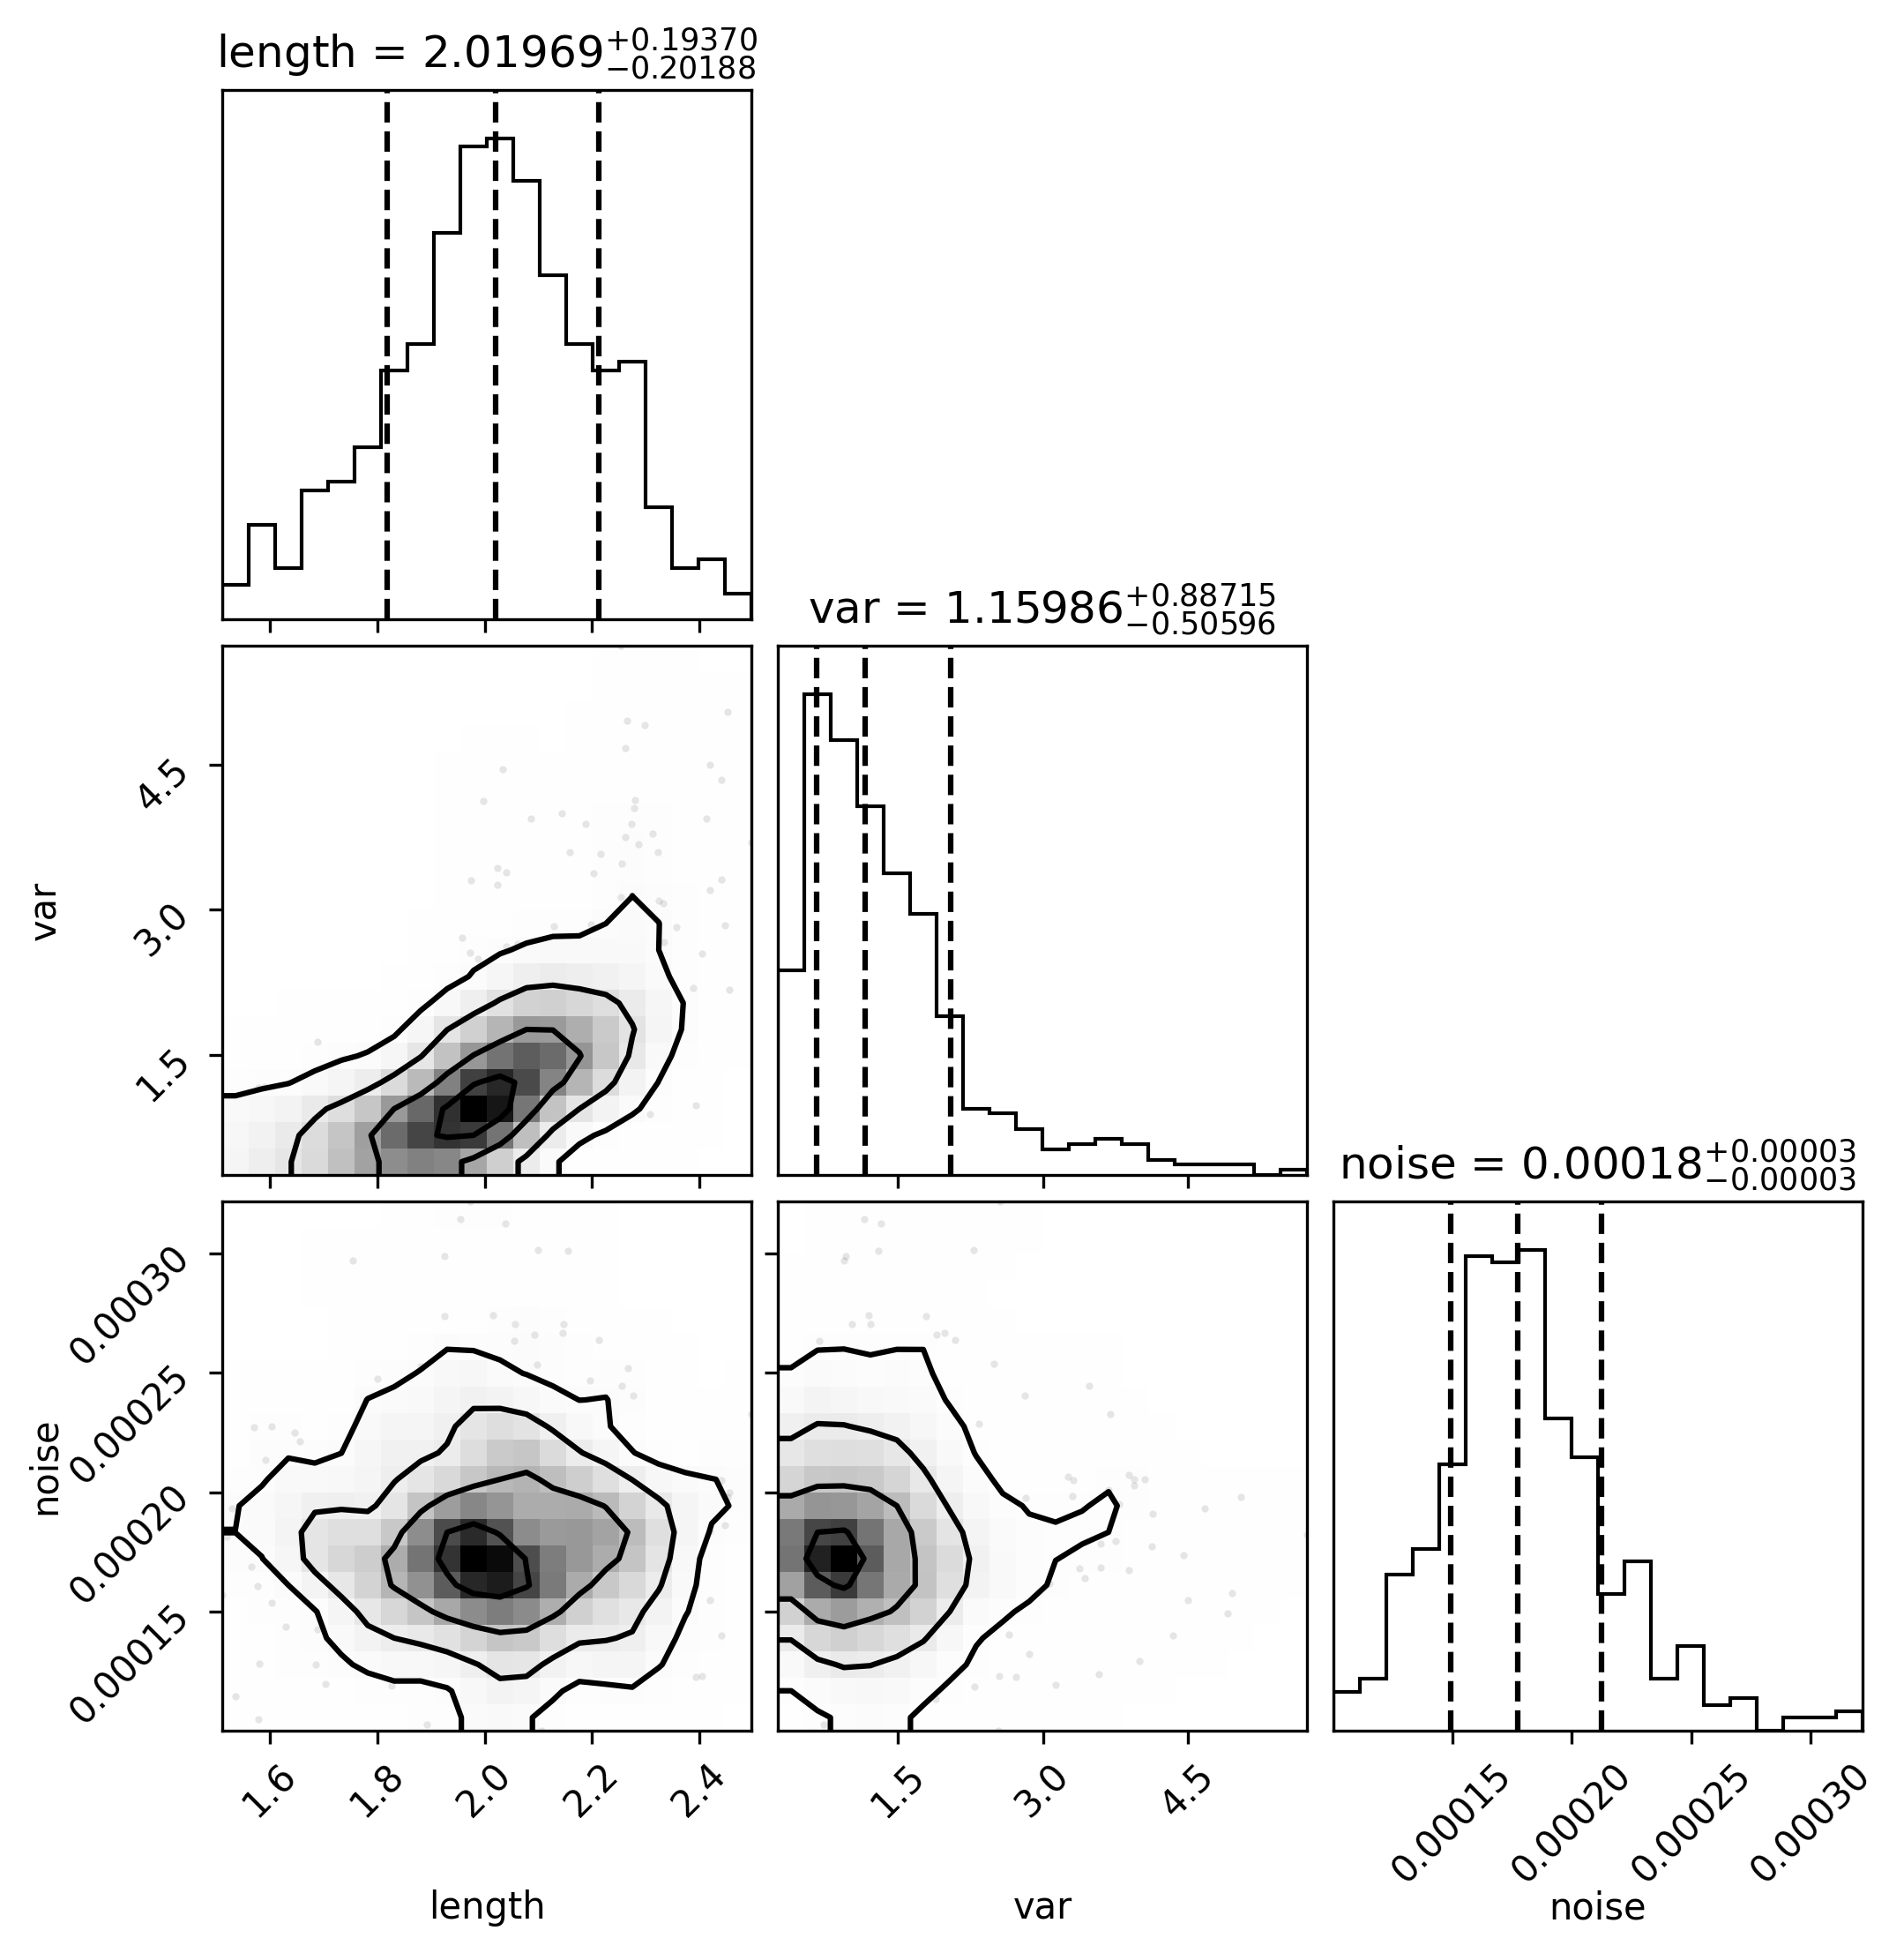 length = 2.01969 +0.19370 −0.20188
var = 1.15986 +0.88715 −0.50596
4.5
var
3.0
1.5
noise = 0.00018 +0.00003 −0.00003
0.00030
0.00025
noise
0.00020
0.00015
1.6 1.8 2.0 2.2 2.4 1.5 3.0 4.5 0.00015 0.00020 0.00025 0.00030
length var noise